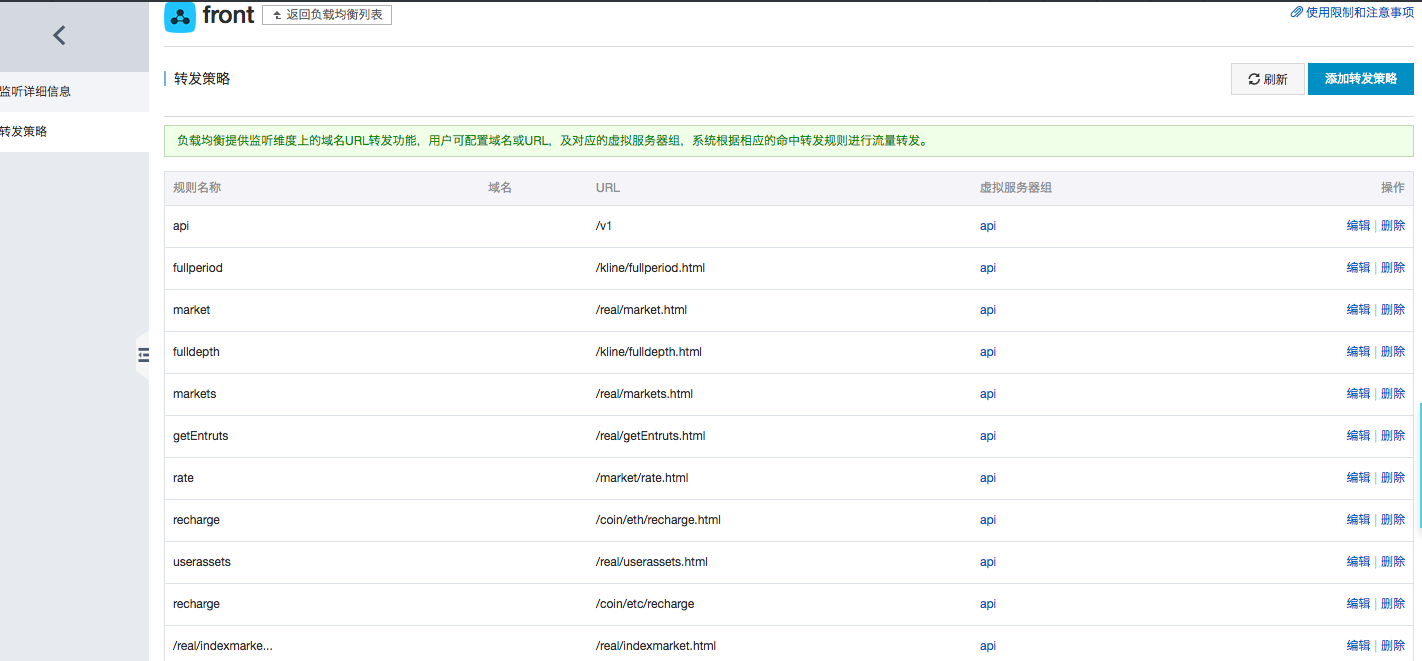 front 返回负载均衡列表 使用限制和注意事项
监听详细信息
转发策略
转发策略 刷新 添加转发策略
负载均衡提供监听维度上的域名URL转发功能，用户可配置域名或URL，及对应的虚拟服务器组，系统根据相应的命中转发规则进行流量转发。
规则名称 域名 URL 虚拟服务器组 操作
api /v1 api 编辑 | 删除
fullperiod /kline/fullperiod.html api 编辑 | 删除
market /real/market.html api 编辑 | 删除
fulldepth /kline/fulldepth.html api 编辑 | 删除
markets /real/markets.html api 编辑 | 删除
getEntruts /real/getEntruts.html api 编辑 | 删除
rate /market/rate.html api 编辑 | 删除
recharge /coin/eth/recharge.html api 编辑 | 删除
userassets /real/userassets.html api 编辑 | 删除
recharge /coin/etc/recharge api 编辑 | 删除
/real/indexmarke... /real/indexmarket.html api 编辑 | 删除